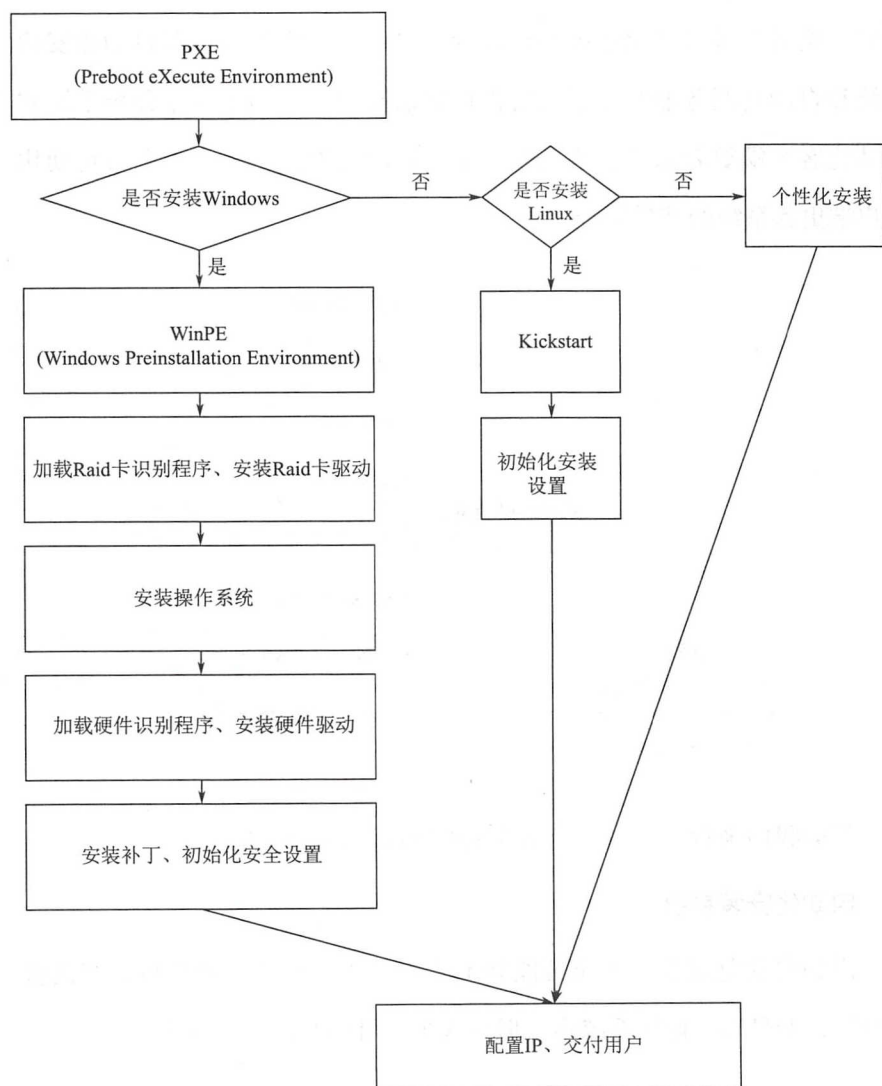 PXE
(Preboot eXecute Environment)
是否安装Windows
否
是否安装
Linux
否
个性化安装
是
是
WinPE
(Windows Preinstallation Environment)
Kickstart
加载Raid卡识别程序、安装Raid卡驱动
初始化安装
设置
安装操作系统
加载硬件识别程序、安装硬件驱动
安装补丁、初始化安全设置
配置IP、交付用户